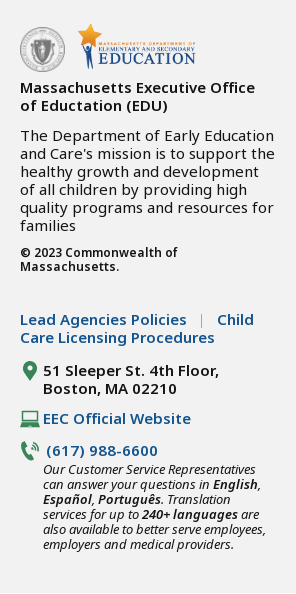 MASSACHUSETTS DEPARTMENT OF
ELEMENTARY AND SECONDARY
EDUCATION
Massachusetts Executive Office
of Eductation (EDU)
The Department of Early Education
and Care's mission is to support the
healthy growth and development
of all children by providing high
quality programs and resources for
families
© 2023 Commonwealth of
Massachusetts.
Lead Agencies Policies | Child
Care Licensing Procedures
51 Sleeper St. 4th Floor,
Boston, MA 02210
EEC Official Website
(617) 988-6600
Our Customer Service Representatives
can answer your questions in English,
Español, Português. Translation
services for up to 240+ languages are
also available to better serve employees,
employers and medical providers.